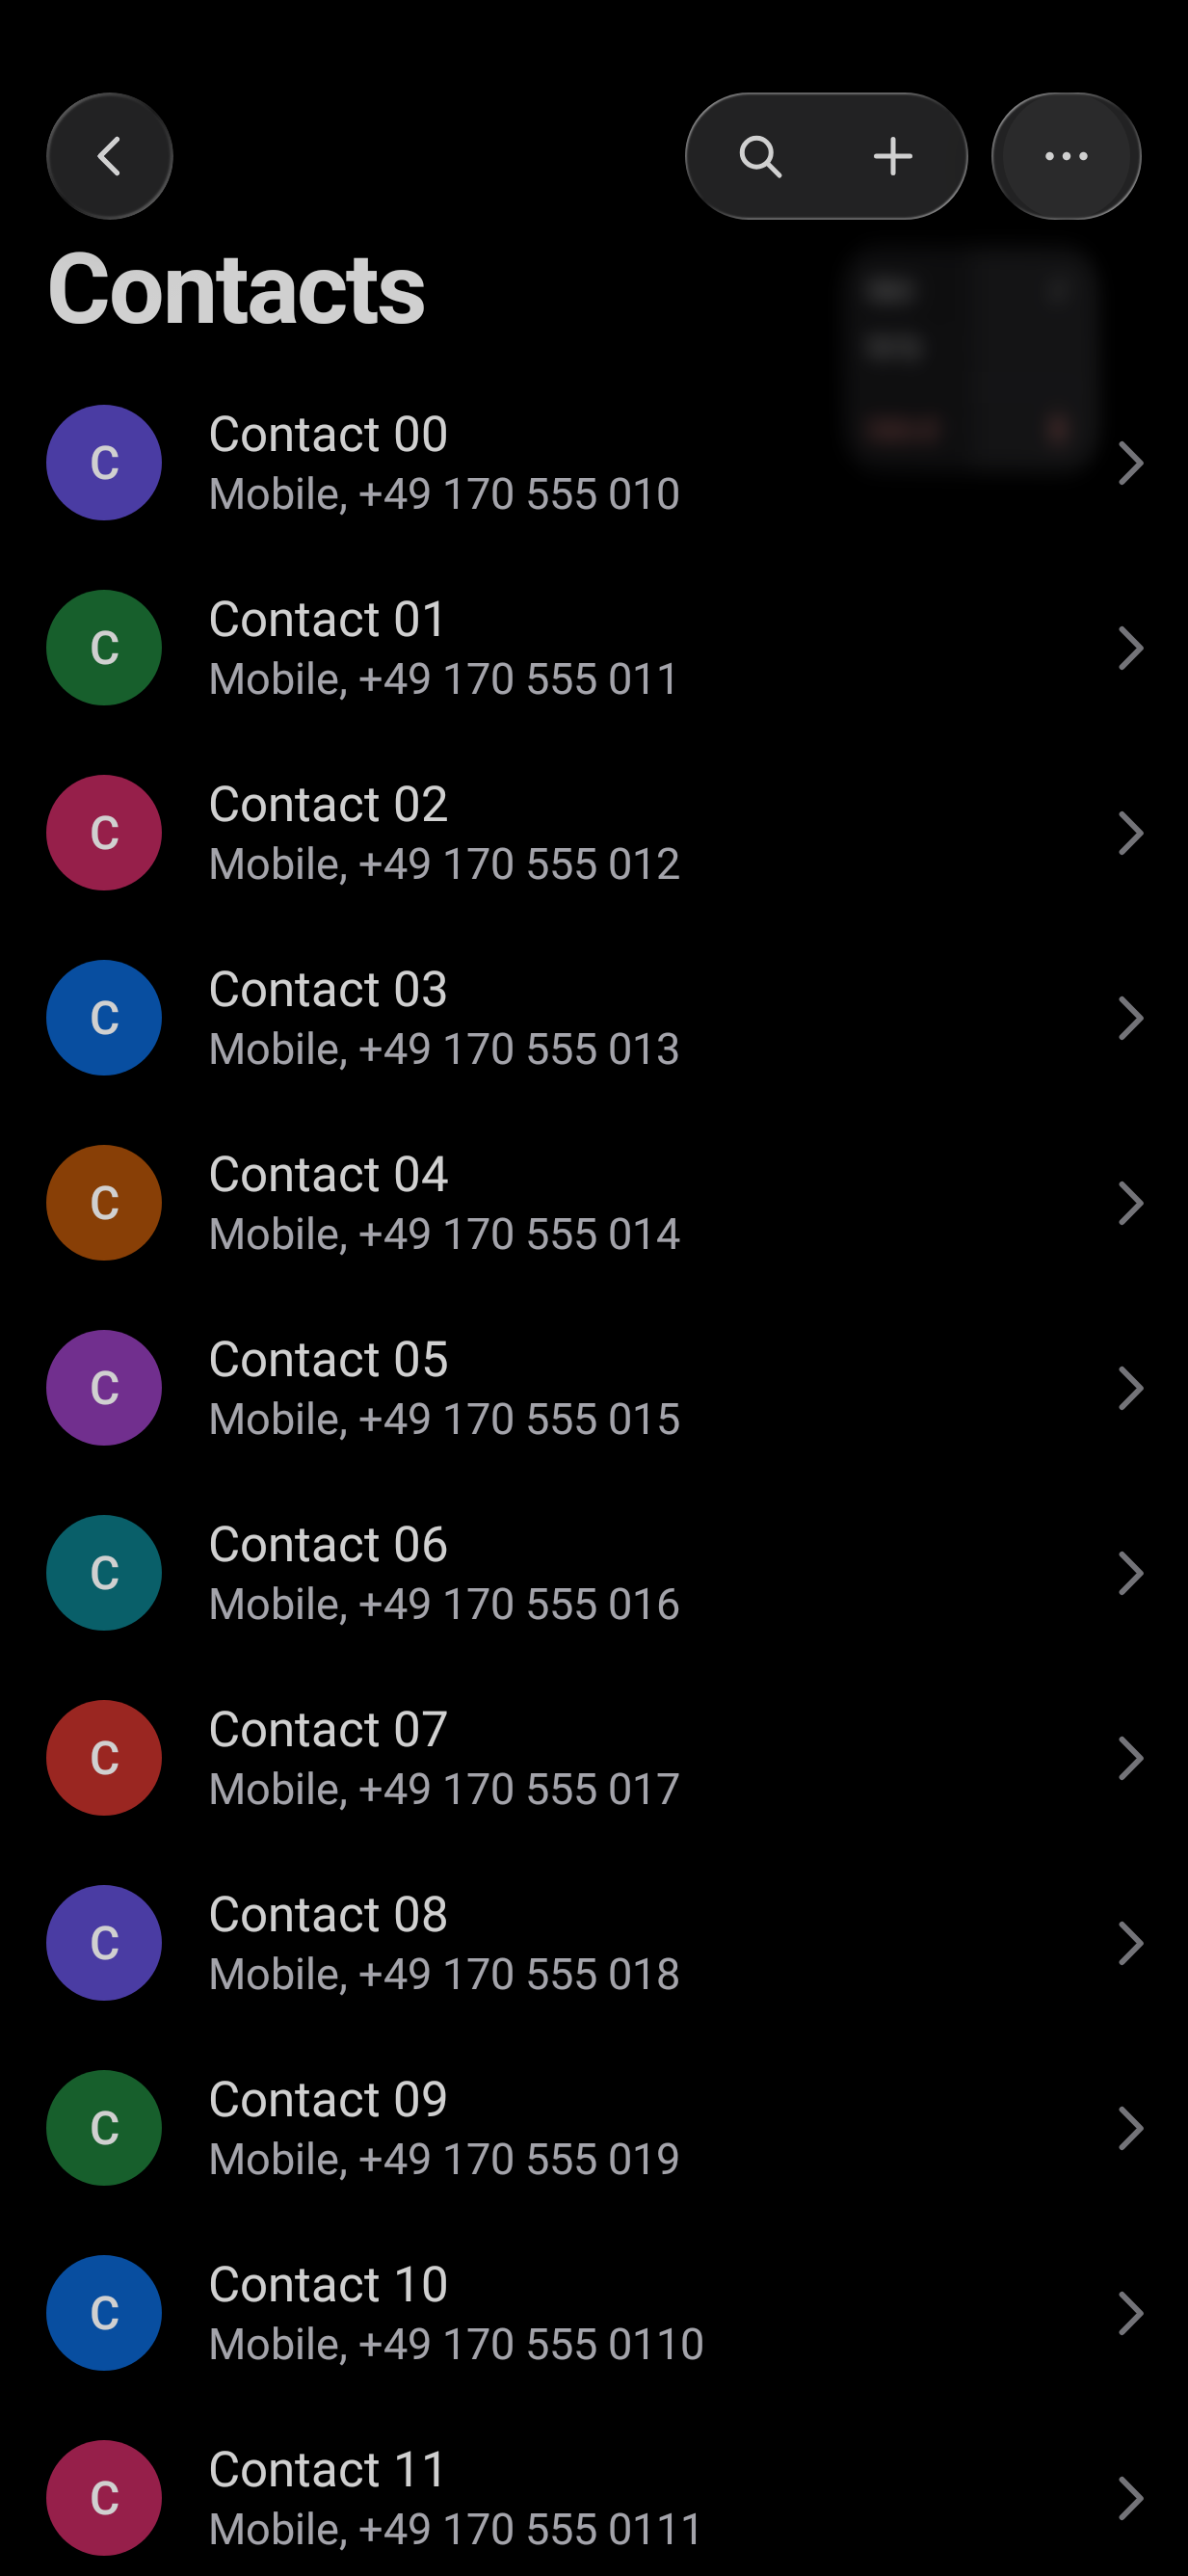 Contacts
C
Contact 00
Mobile, +49 170 555 010
C
Contact 01
Mobile, +49 170 555 011
C
Contact 02
Mobile, +49 170 555 012
C
Contact 03
Mobile, +49 170 555 013
C
Contact 04
Mobile, +49 170 555 014
C
Contact 05
Mobile, +49 170 555 015
C
Contact 06
Mobile, +49 170 555 016
C
Contact 07
Mobile, +49 170 555 017
C
Contact 08
Mobile, +49 170 555 018
C
Contact 09
Mobile, +49 170 555 019
C
Contact 10
Mobile, +49 170 555 0110
C
Contact 11
Mobile, +49 170 555 0111